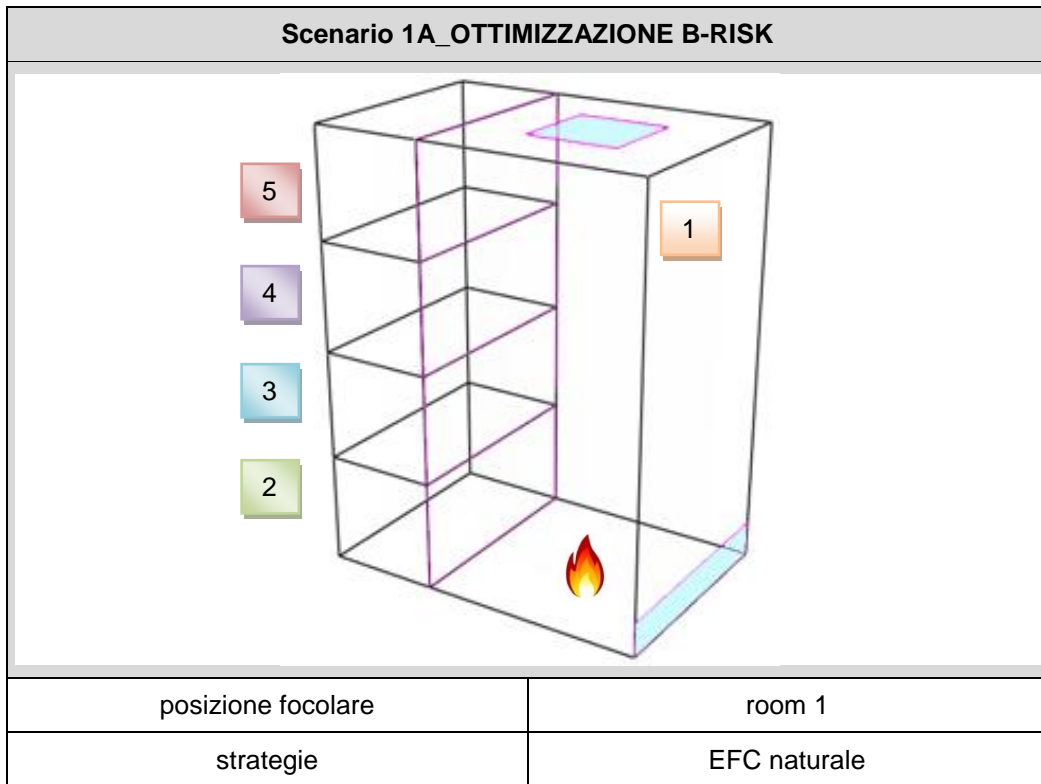 Scenario 1A_OTTIMIZZAZIONE B-RISK
5
1
4
3
2
posizione focolare
room 1
strategie
EFC naturale